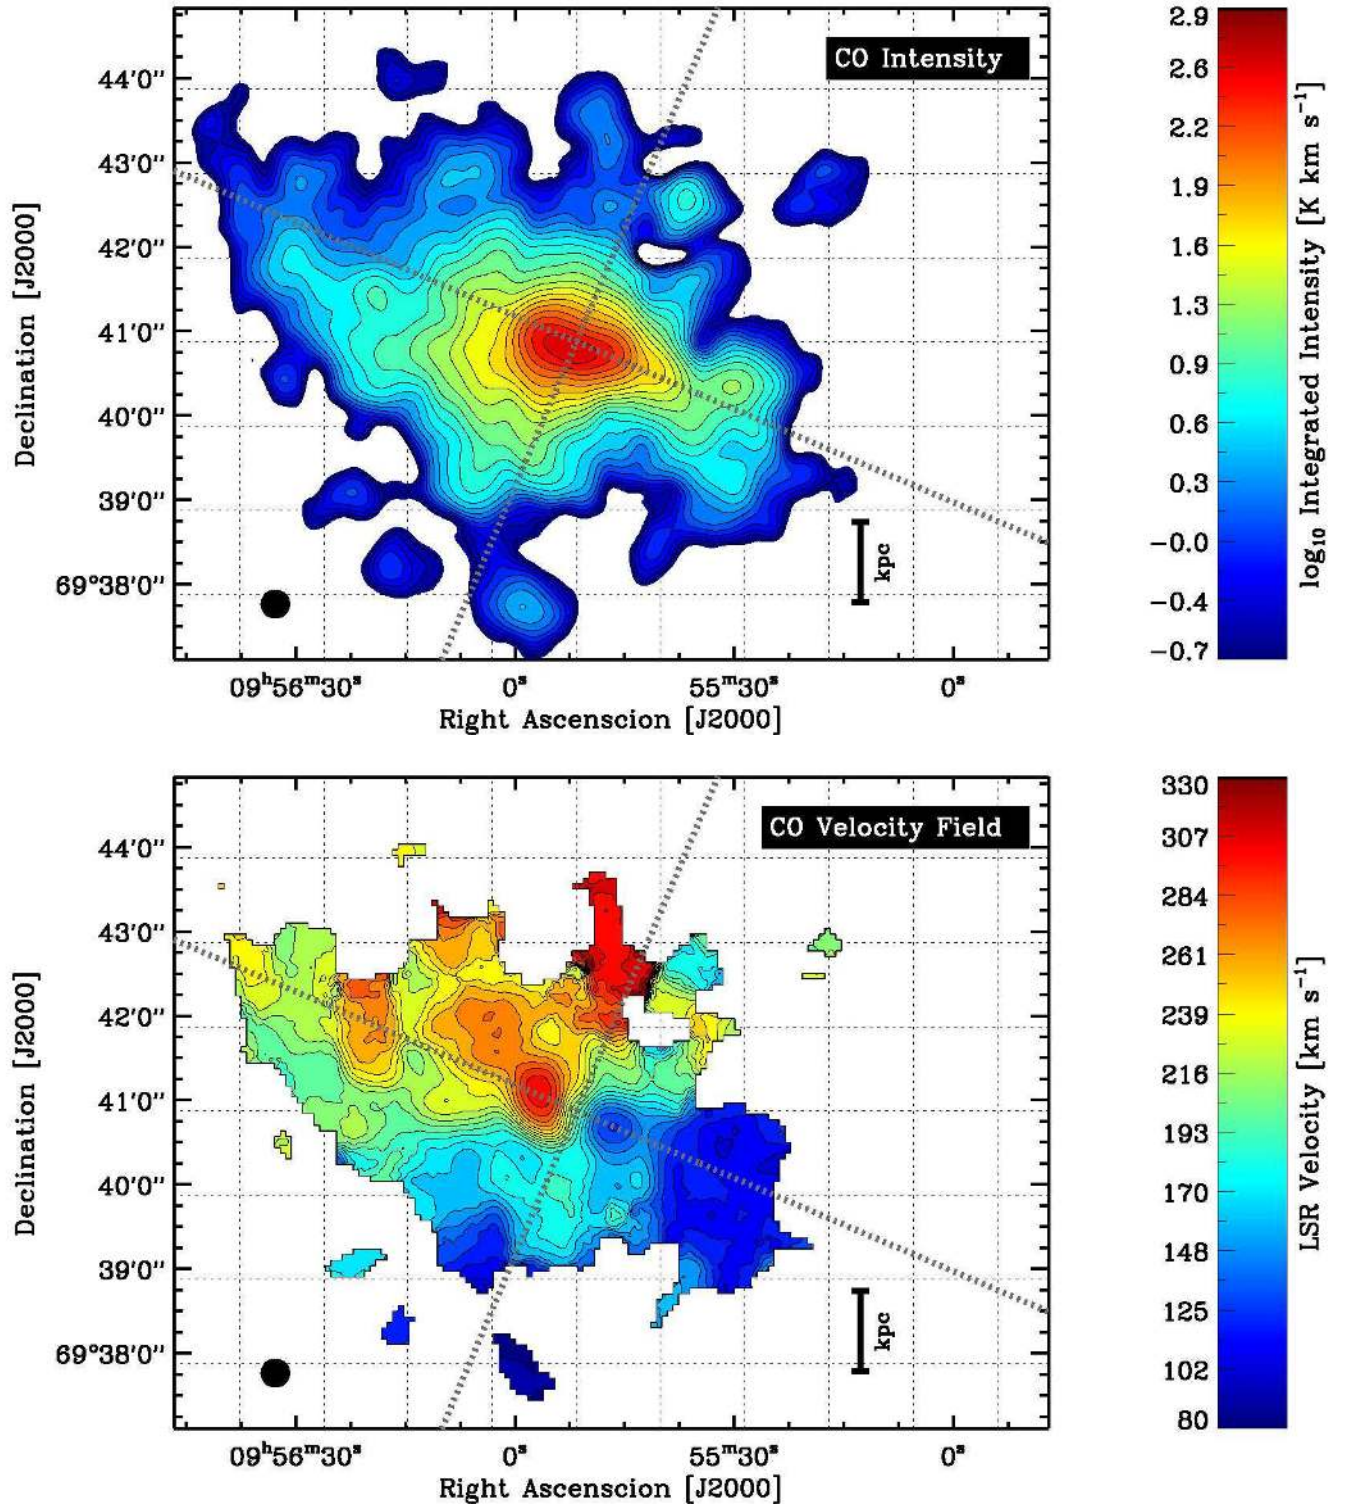 CO Intensity
44'0''
43'0''
42'0''
41'0''
40'0''
39'0''
69°38'0''
Declination [J2000]
09ʰ56ᵐ30ˢ
0ˢ
55ᵐ30ˢ
0ˢ
Right Ascenscion [J2000]
kpc
2.9
2.6
2.2
1.9
1.6
1.3
0.9
0.6
0.3
−0.0
−0.4
−0.7
log₁₀ Integrated Intensity [K km s⁻¹]
CO Velocity Field
44'0''
43'0''
42'0''
41'0''
40'0''
39'0''
69°38'0''
Declination [J2000]
09ʰ56ᵐ30ˢ
0ˢ
55ᵐ30ˢ
0ˢ
Right Ascenscion [J2000]
kpc
330
307
284
261
239
216
193
170
148
125
102
80
LSR Velocity [km s⁻¹]